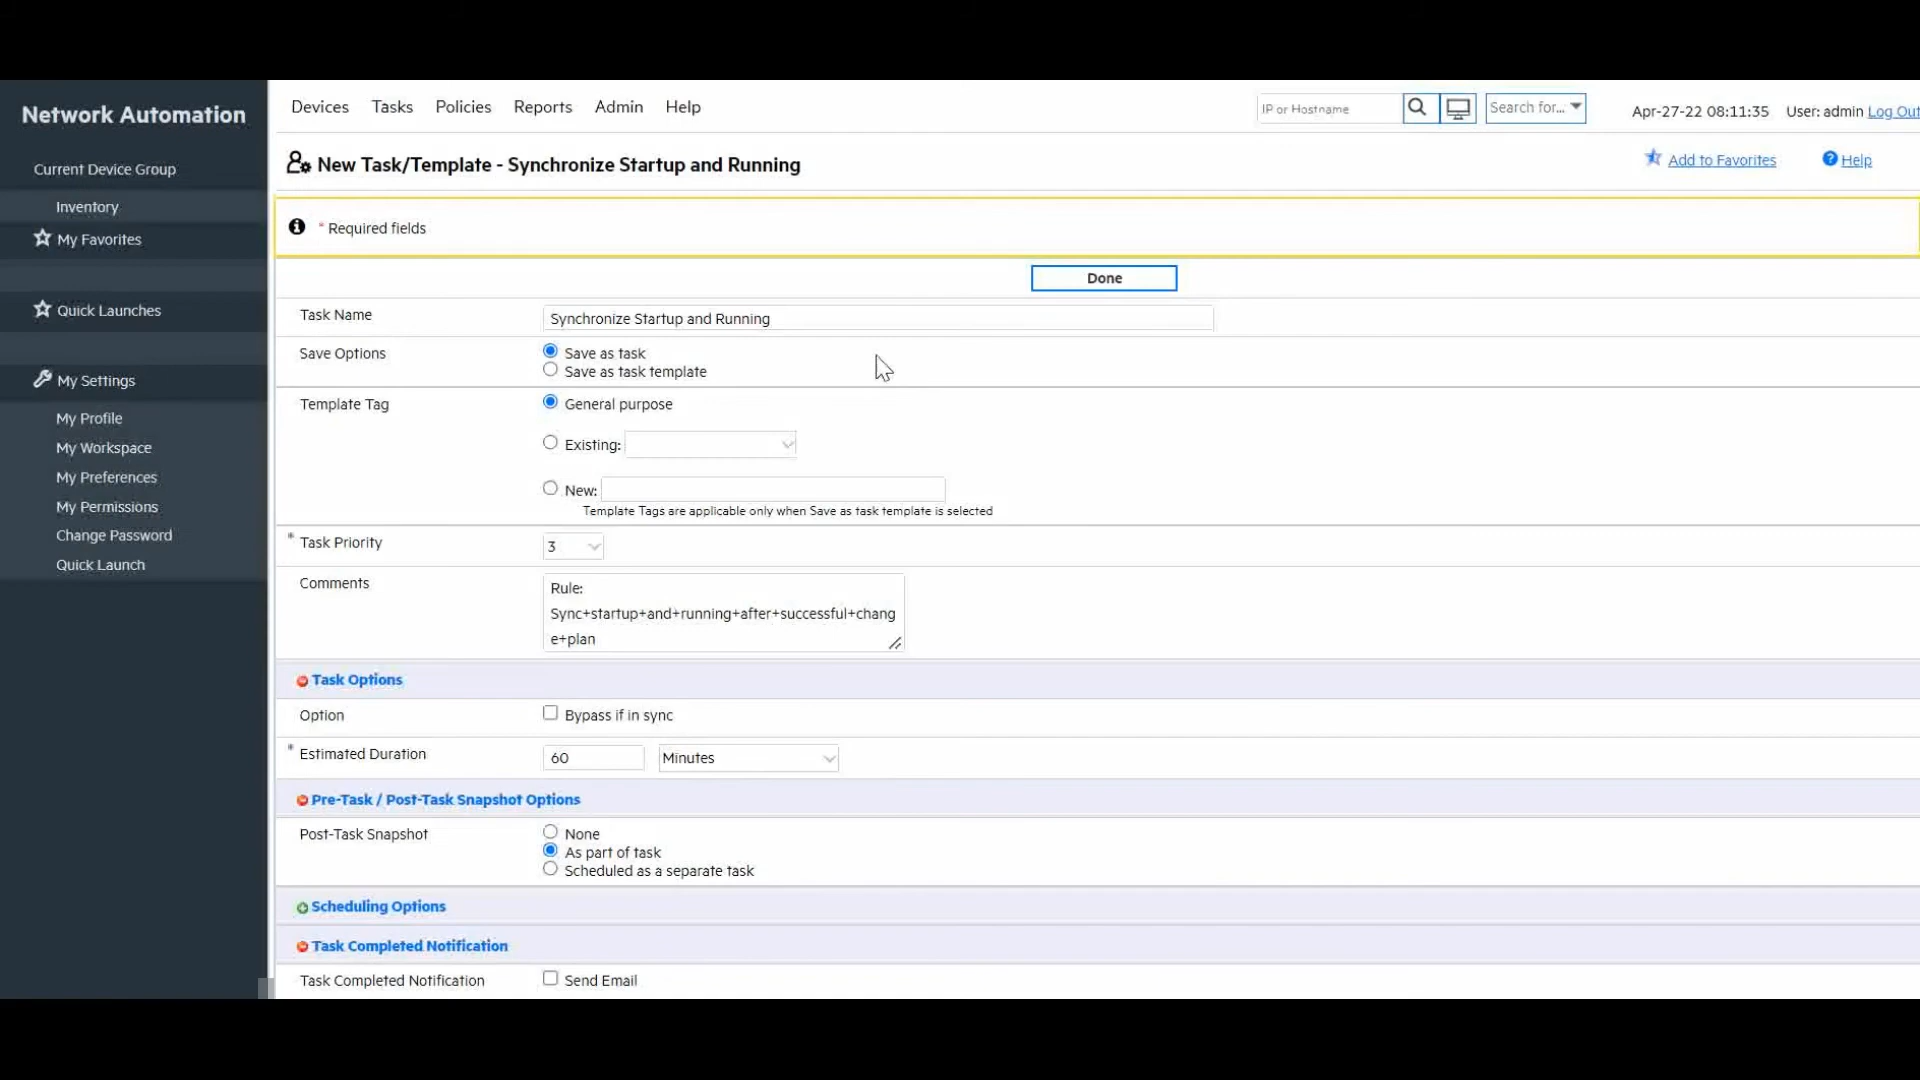 Network Automation
Devices Tasks Policies Reports Admin Help
IP or Hostname
Search for...
Apr-27-22 08:11:35 User: admin Log Out
Current Device Group
Inventory
My Favorites
Quick Launches
My Settings
My Profile
My Workspace
My Preferences
My Permissions
Change Password
Quick Launch
New Task/Template - Synchronize Startup and Running
Add to Favorites
Help
* Required fields
Done
Task Name
Synchronize Startup and Running
Save Options
Save as task
Save as task template
Template Tag
General purpose
Existing:
New:
Template Tags are applicable only when Save as task template is selected
* Task Priority
3
Comments
Rule:
Sync+startup+and+running+after+successful+chang
e+plan
Task Options
Option
Bypass if in sync
* Estimated Duration
60
Minutes
Pre-Task / Post-Task Snapshot Options
Post-Task Snapshot
None
As part of task
Scheduled as a separate task
Scheduling Options
Task Completed Notification
Task Completed Notification
Send Email